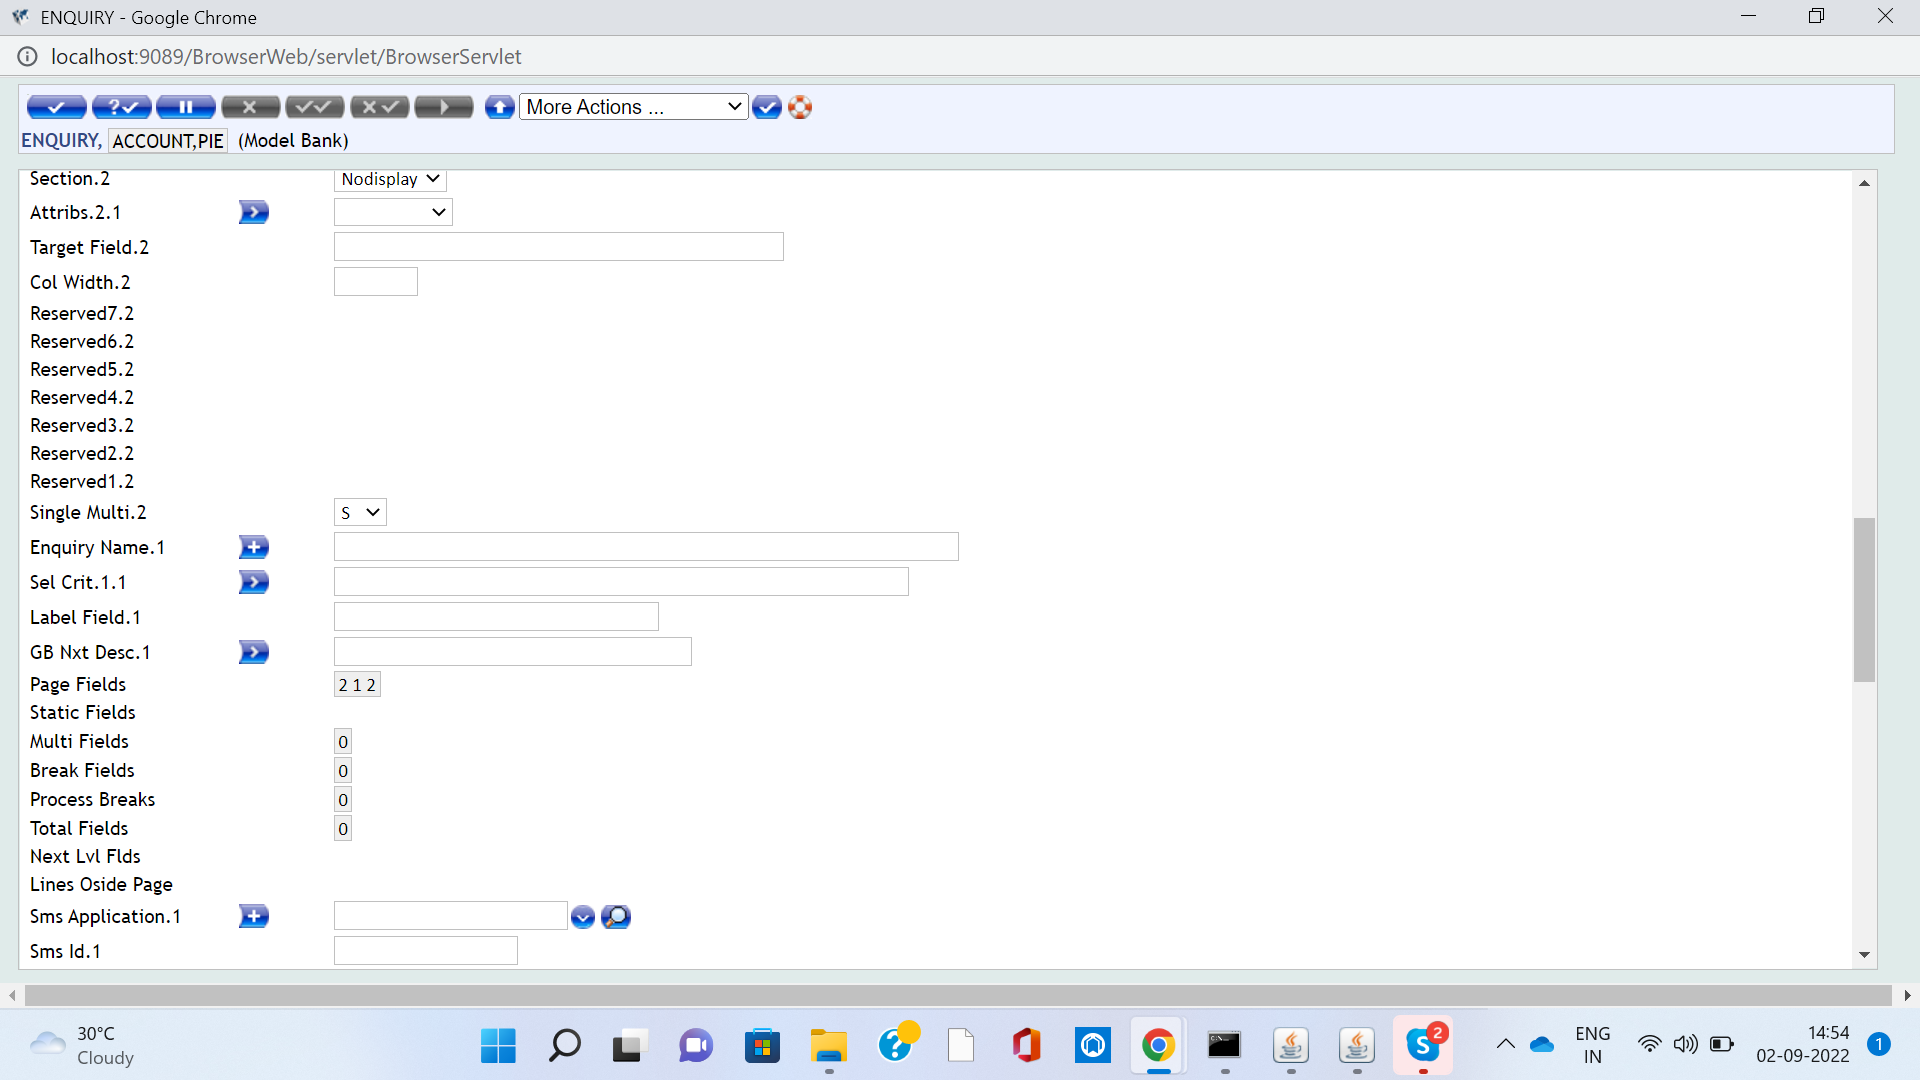 ENQUIRY - Google Chrome
localhost:9089/BrowserWeb/servlet/BrowserServlet
More Actions ...
ENQUIRY, ACCOUNT,PIE (Model Bank)
Section.2 Nodisplay
Attribs.2.1
Target Field.2
Col Width.2
Reserved7.2
Reserved6.2
Reserved5.2
Reserved4.2
Reserved3.2
Reserved2.2
Reserved1.2
Single Multi.2 S
Enquiry Name.1
Sel Crit.1.1
Label Field.1
GB Nxt Desc.1
Page Fields 2 1 2
Static Fields
Multi Fields 0
Break Fields 0
Process Breaks 0
Total Fields 0
Next Lvl Flds
Lines Oside Page
Sms Application.1
Sms Id.1
30°C
Cloudy
2
ENG
IN
14:54
02-09-2022
1